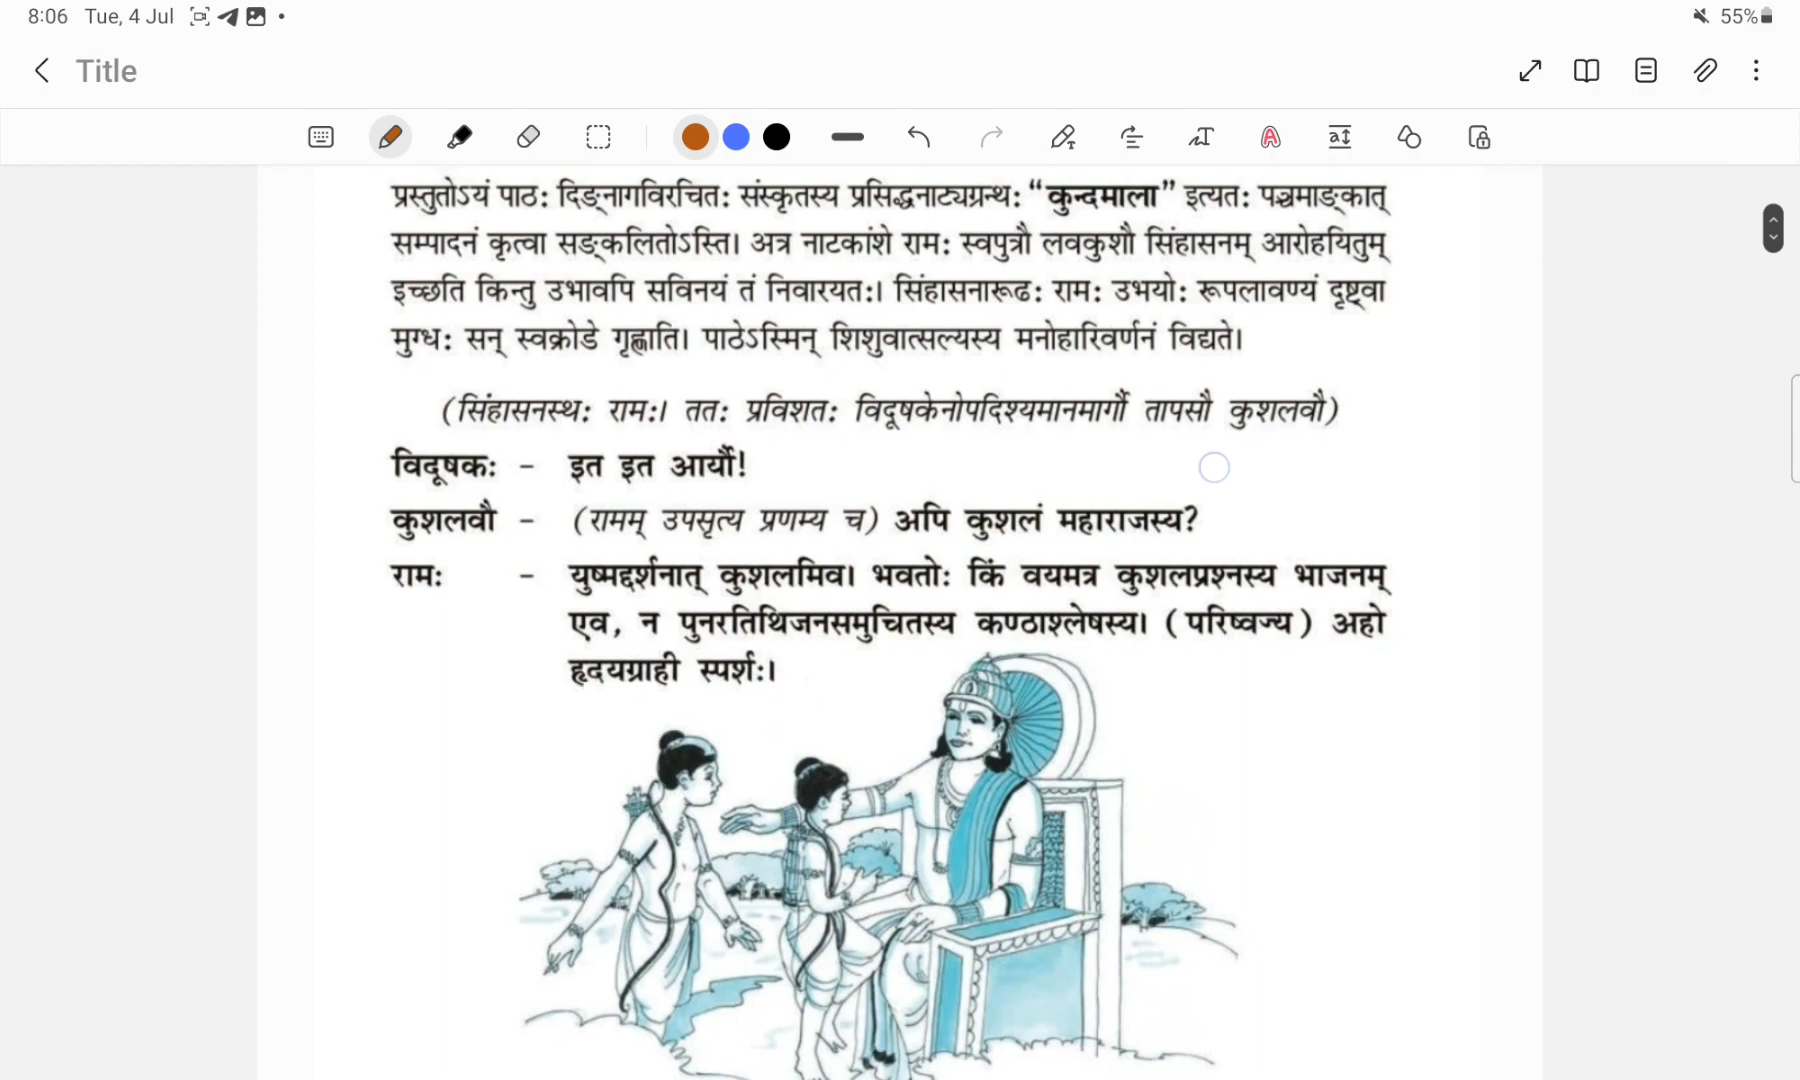 8:06 Tue, 4 Jul 55%
Title
प्रस्तुतोऽयं पाठः दिङ्नागविरचितः संस्कृतस्य प्रसिद्धनाट्यग्रन्थः “कुन्दमाला” इत्यतः पञ्चमाङ्कात्
सम्पादनं कृत्वा सङ्कलितोऽस्ति। अत्र नाटकांशे रामः स्वपुत्रौ लवकुशौ सिंहासनम् आरोहयितुम्
इच्छति किन्तु उभावपि सविनयं तं निवारयतः। सिंहासनारूढः रामः उभयोः रूपलावण्यं दृष्ट्वा
मुग्धः सन् स्वक्रोडे गृह्णाति। पाठेऽस्मिन् शिशुवात्सल्यस्य मनोहारिवर्णनं विद्यते।
(सिंहासनस्थः रामः। ततः प्रविशतः विदूषकेनोपदिश्यमानमार्गौ तापसौ कुशलवौ)
विदूषकः - इत इत आर्यौ!
कुशलवौ - (रामम् उपसृत्य प्रणम्य च) अपि कुशलं महाराजस्य?
रामः - युष्मद्दर्शनात् कुशलमिव। भवतोः किं वयमत्र कुशलप्रश्नस्य भाजनम्
एव, न पुनरतिथिजनसमुचितस्य कण्ठाश्लेषस्य। (परिष्वज्य) अहो
हृदयग्राही स्पर्शः।